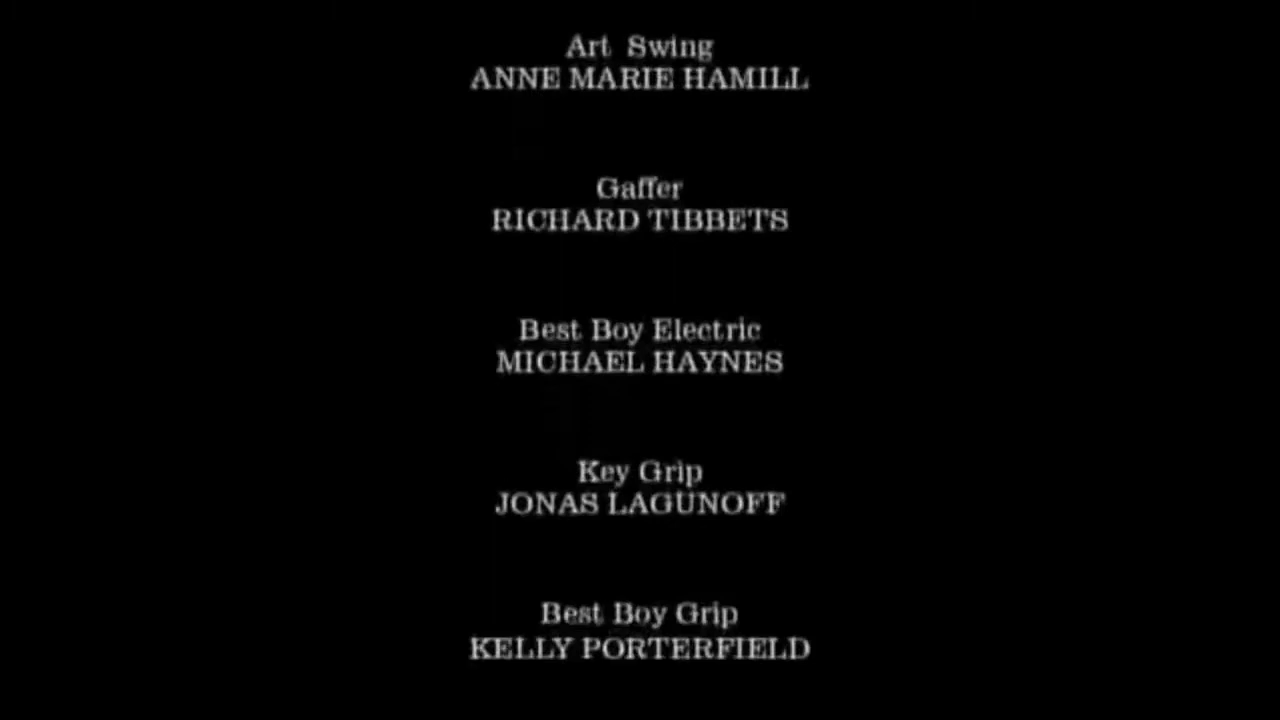 Art Swing
ANNE MARIE HAMILL
Gaffer
RICHARD TIBBETS
Best Boy Electric
MICHAEL HAYNES
Key Grip
JONAS LAGUNOFF
Best Boy Grip
KELLY PORTERFIELD